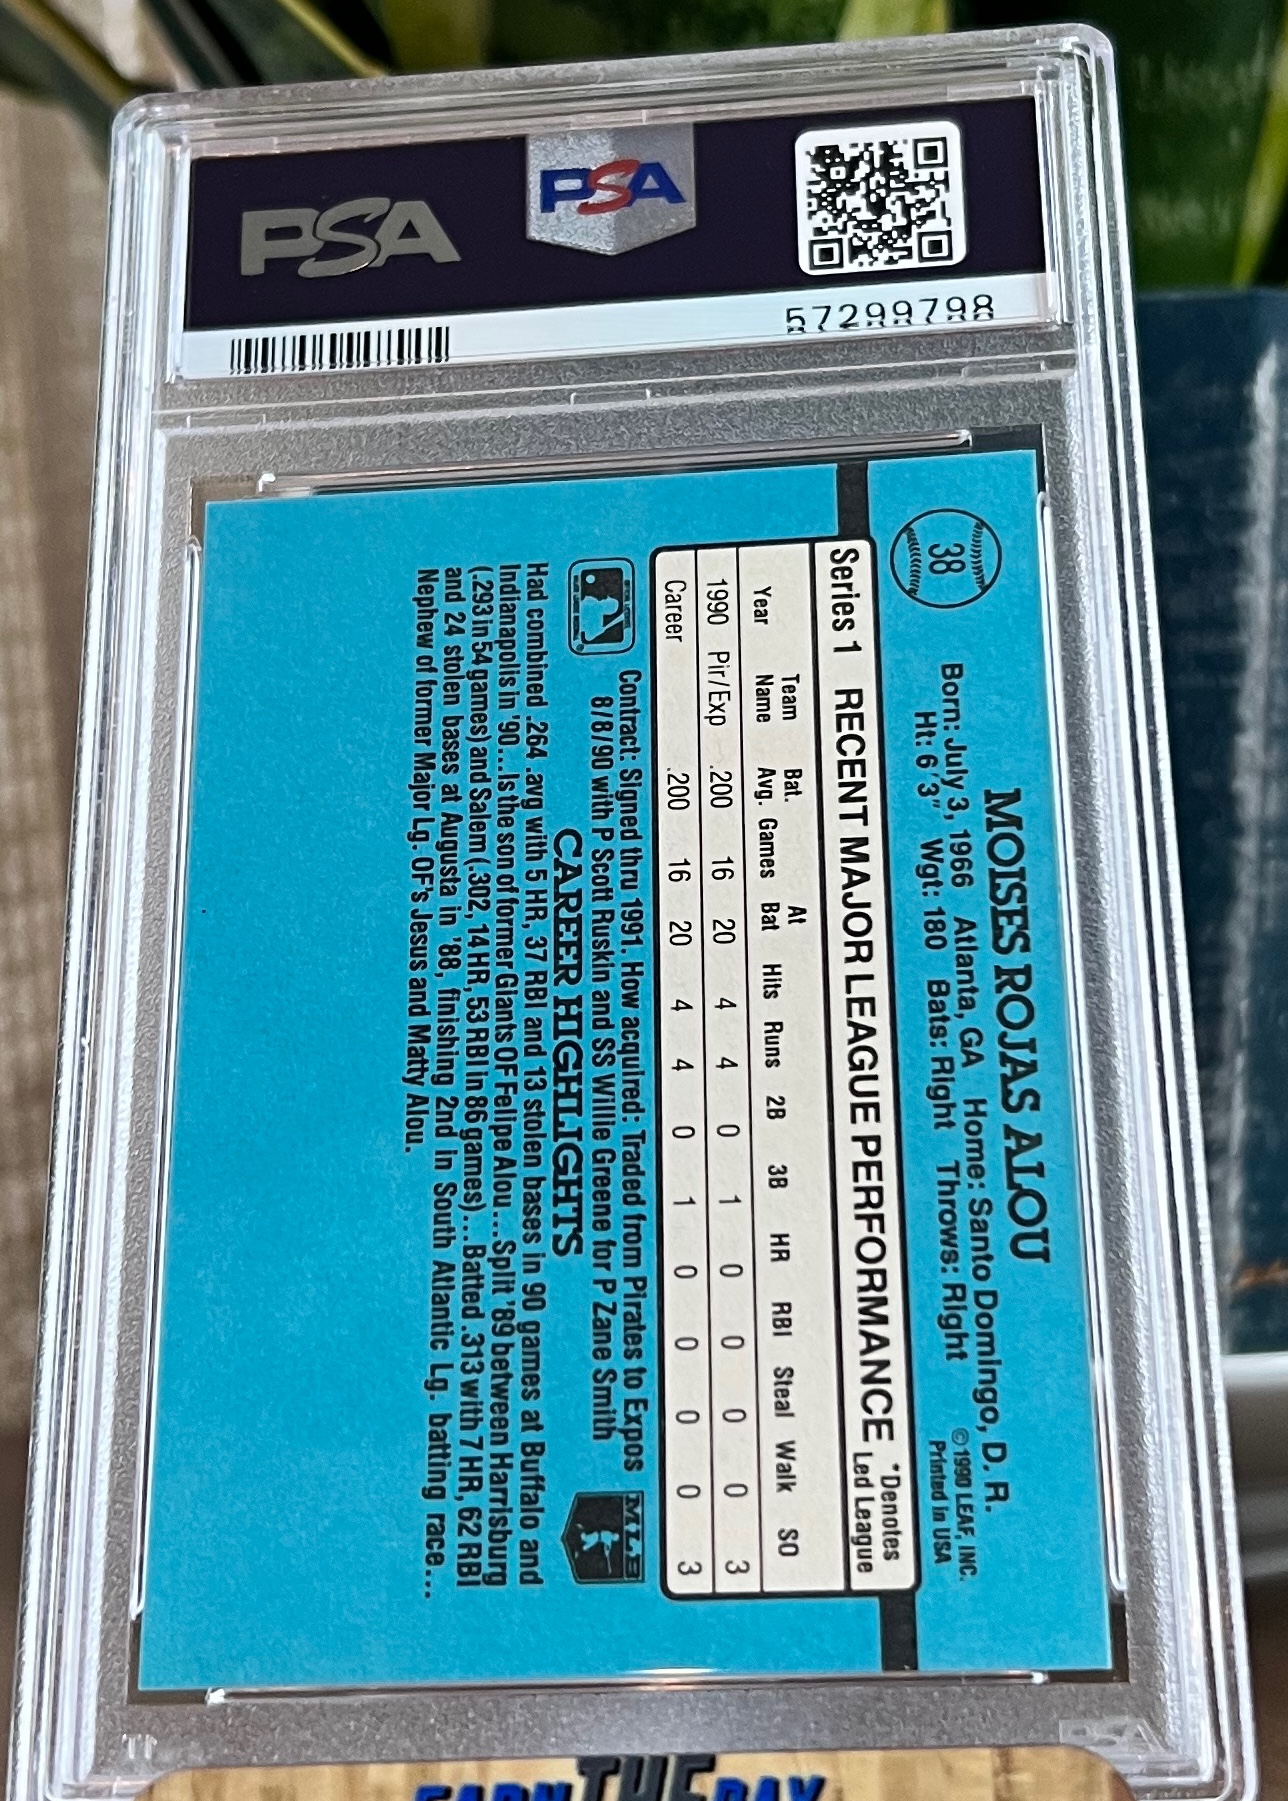 PSA
PSA
57299798
38
MOISES ROJAS ALOU
Born: July 3, 1966 Atlanta, GA Home: Santo Domingo, D. R.
Ht: 6'3" Wgt: 180 Bats: Right Throws: Right
©1990 LEAF, INC.
Printed in USA
Series 1 RECENT MAJOR LEAGUE PERFORMANCE *Denotes Led League
Year Team Name Bat. Avg. Games At Bat Hits Runs 2B 3B HR RBI Steal Walk SO
1990 Pir/Exp .200 16 20 4 4 0 1 0 0 0 0 3
Career .200 16 20 4 4 0 1 0 0 0 0 3
Contract: Signed thru 1991. How acquired: Traded from Pirates to Expos
8/8/90 with P Scott Ruskin and SS Willie Greene for P Zane Smith
MLB
CAREER HIGHLIGHTS
Had combined .264 .avg with 5 HR, 37 RBI and 13 stolen bases in 90 games at Buffalo and
Indianapolis in '90...Is the son of former Giants OF Felipe Alou...Split '89 between Harrisburg
(.293 in 54 games) and Salem (.302, 14 HR, 53 RBI in 86 games)...Batted .313 with 7 HR, 62 RBI
and 24 stolen bases at Augusta in '88, finishing 2nd in South Atlantic Lg. batting race...
Nephew of former Major Lg. OF's Jesus and Matty Alou.
PSA
EARN THE DAY